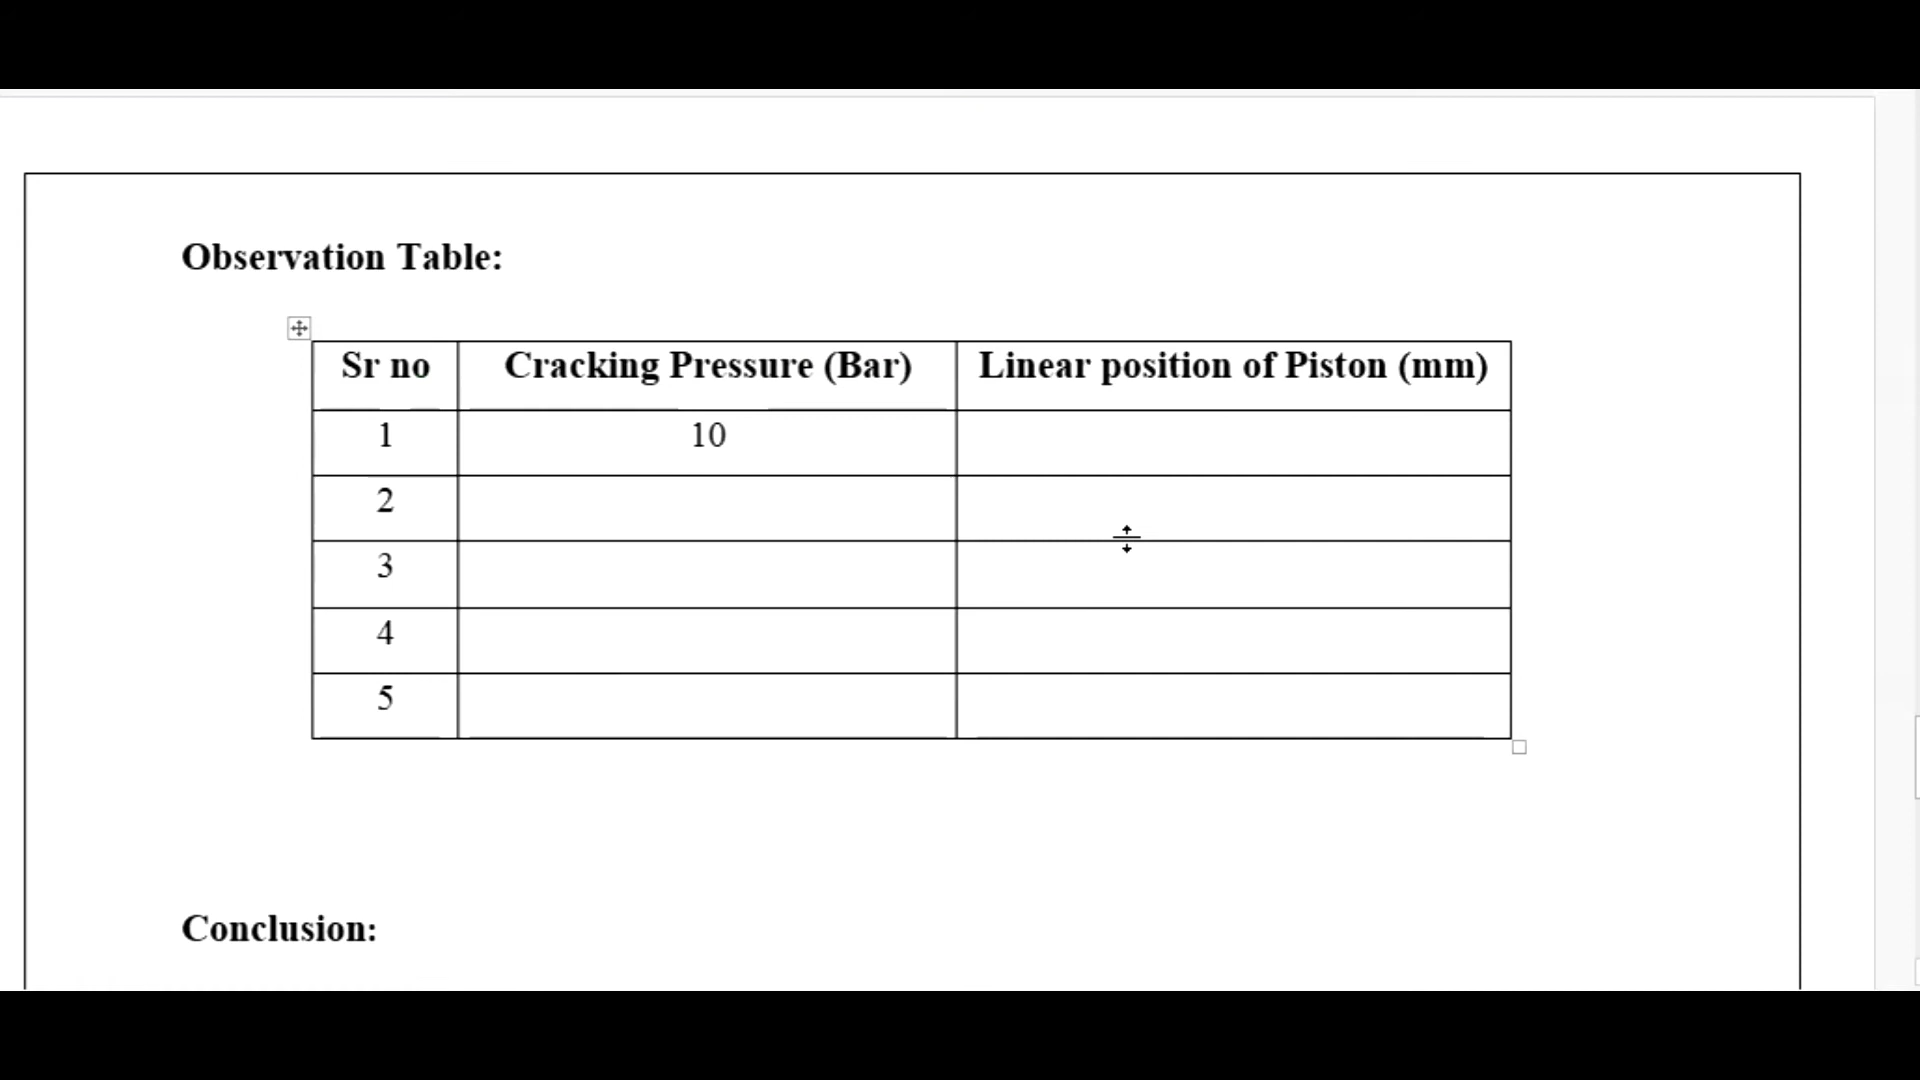 Observation Table:
Sr no Cracking Pressure (Bar) Linear position of Piston (mm)
1 10
2
3
4
5
Conclusion: